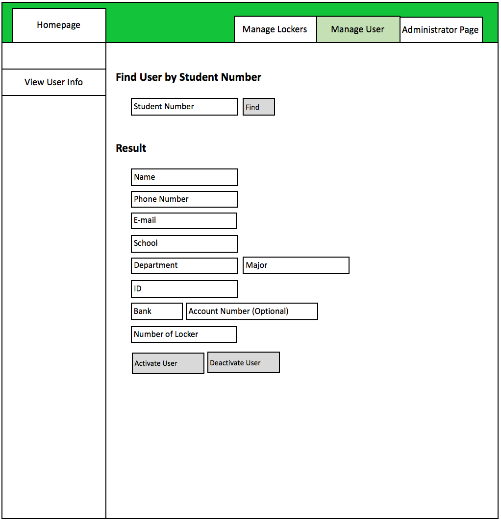 Homepage
Manage Lockers
Manage User
Administrator Page
View User Info
Find User by Student Number
Student Number
Find
Result
Name
Phone Number
E-mail
School
Department
Major
ID
Bank
Account Number (Optional)
Number of Locker
Activate User
Deactivate User